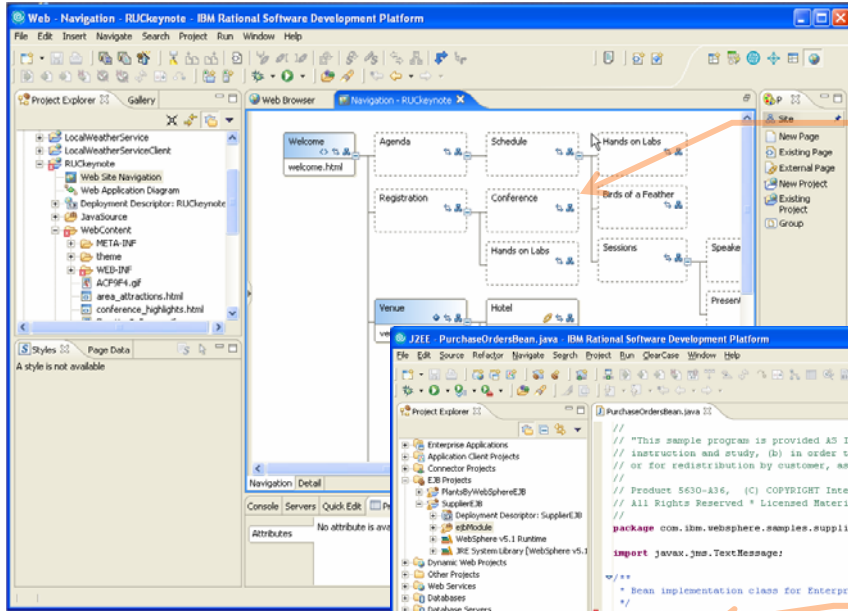 Web - Navigation - RUCkeynote - IBM Rational Software Development Platform
File Edit Insert Navigate Search Project Run Window Help
Project Explorer Gallery
LocalWeatherService
LocalWeatherServiceClient
RUCkeynote
Web Site Navigation
Web Application Diagram
Deployment Descriptor: RUCkeynote
JavaSource
WebContent
META-INF
theme
WEB-INF
ACF9F4.gif
area_attractions.html
conference_highlights.html
Styles Page Data
A style is not available
Web Browser Navigation - RUCkeynote
Welcome
welcome.html
Agenda
Schedule
Hands on Labs
Registration
Conference
Birds of a Feather
Hands on Labs
Sessions
Speake
Present
Venue
ve
Hotel
Navigation Detail
Console Servers Quick Edit Pr
Attributes
No attribute is ava
P
Site
New Page
Existing Page
External Page
New Project
Existing
Project
Group
J2EE - PurchaseOrdersBean.java - IBM Rational Software Development Platform
File Edit Source Refactor Navigate Search Project Run ClearCase Window Help
Project Explorer
Enterprise Applications
Application Client Projects
Connector Projects
EJB Projects
PlantsByWebSphereEJB
SupplierEJB
Deployment Descriptor: SupplierEJB
ejbModule
WebSphere v5.1 Runtime
JRE System Library [WebSphere v5.1
Dynamic Web Projects
Other Projects
Web Services
Databases
Database Servers
PurchaseOrdersBean.java
//
// "This sample program is provided AS I
// instruction and study, (b) in order t
// or for redistribution by customer, as
//
// Product 5630-A36, (C) COPYRIGHT Inte
// All Rights Reserved * Licensed Materi
//
package com.ibm.websphere.samples.suppli
import javax.jms.TextMessage;
/**
* Bean implementation class for Enterpr
*/